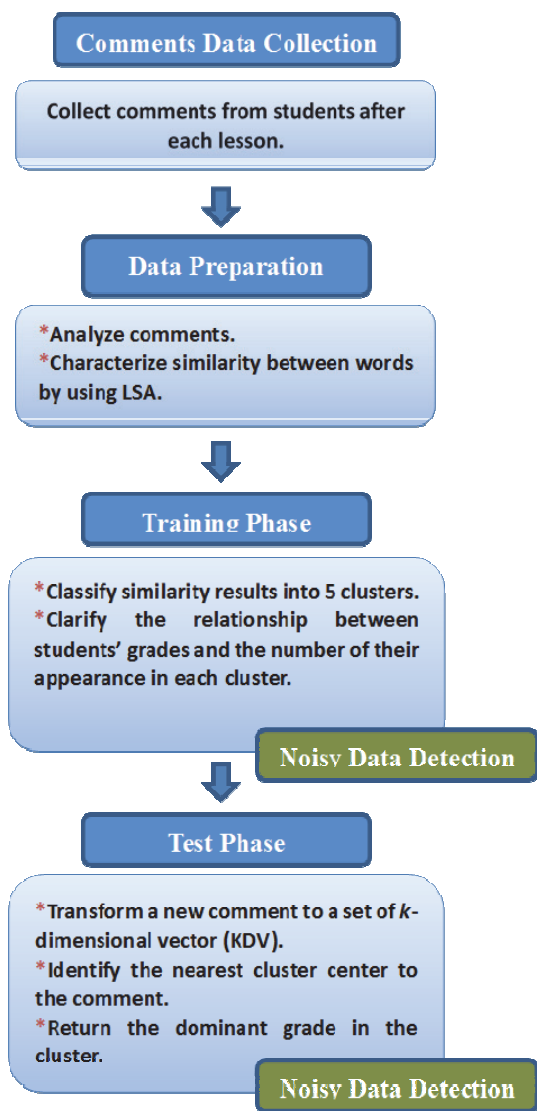 Comments Data Collection
Collect comments from students after
each lesson.
Data Preparation
*Analyze comments.
*Characterize similarity between words
by using LSA.
Training Phase
*Classify similarity results into 5 clusters.
*Clarify the relationship between
students' grades and the number of their
appearance in each cluster.
Noisy Data Detection
Test Phase
*Transform a new comment to a set of k-
dimensional vector (KDV).
*Identify the nearest cluster center to
the comment.
*Return the dominant grade in the
cluster.
Noisy Data Detection